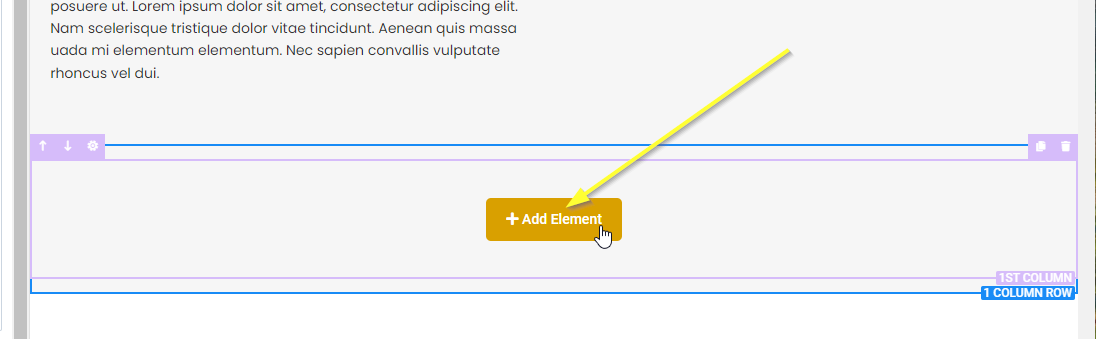 posuere ut. Lorem ipsum dolor sit amet, consectetur adipiscing elit.
Nam scelerisque tristique dolor vitae tincidunt. Aenean quis massa
uada mi elementum elementum. Nec sapien convallis vulputate
rhoncus vel dui.
Add Element
1ST COLUMN
1 COLUMN ROW